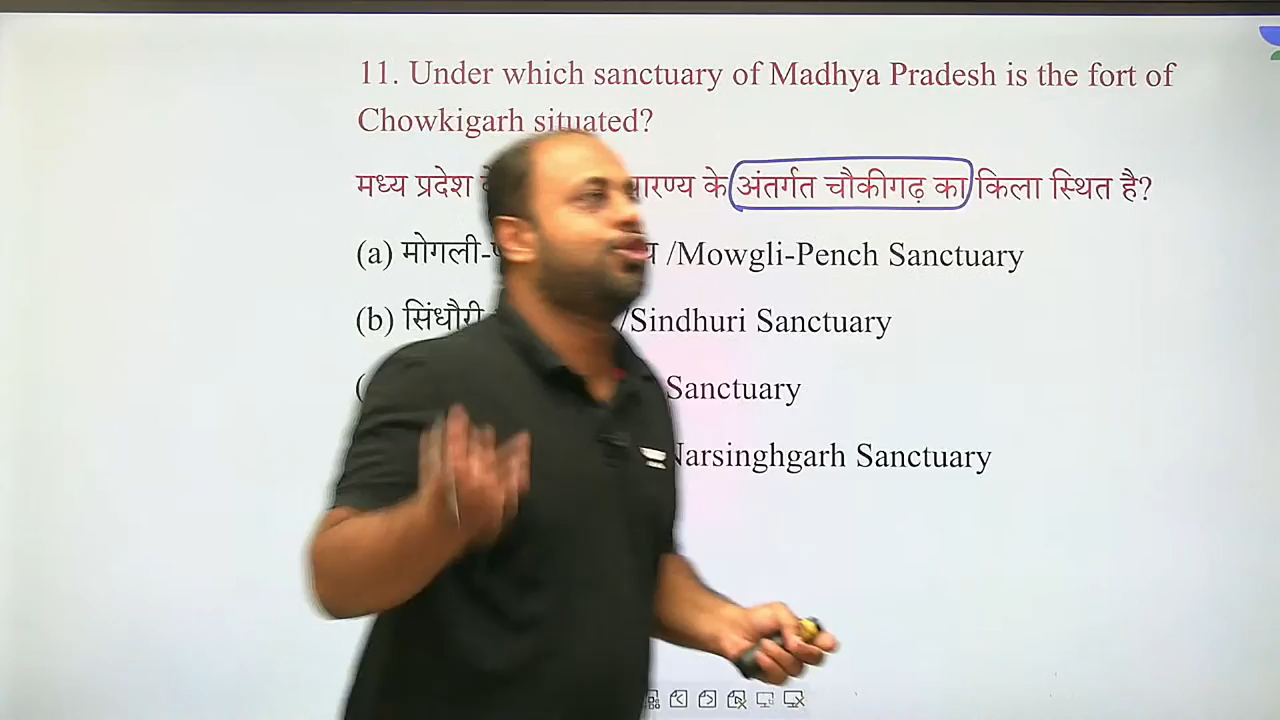 11. Under which sanctuary of Madhya Pradesh is the fort of
Chowkigarh situated?
मध्य प्रदेश के अंतर्गत चौकीगढ़ का किला स्थित है?
(a) मोगली- /Mowgli-Pench Sanctuary
(b) सिंधौरी /Sindhuri Sanctuary
Sanctuary
Narsinghgarh Sanctuary